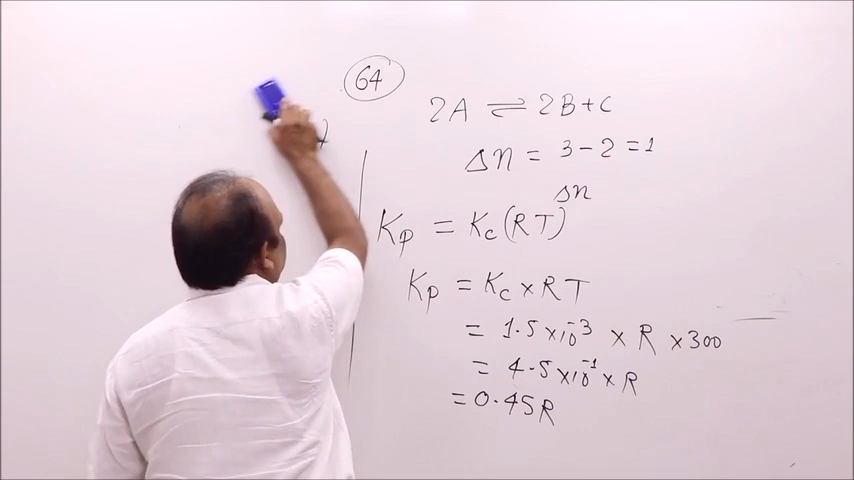 64
2A ⇌ 2B+C
Δn = 3-2 =1
Kp = Kc(RT)^Δn
Kp = Kc × RT
= 1.5×10^-3 × R × 300
= 4.5×10^-1 × R
= 0.45R